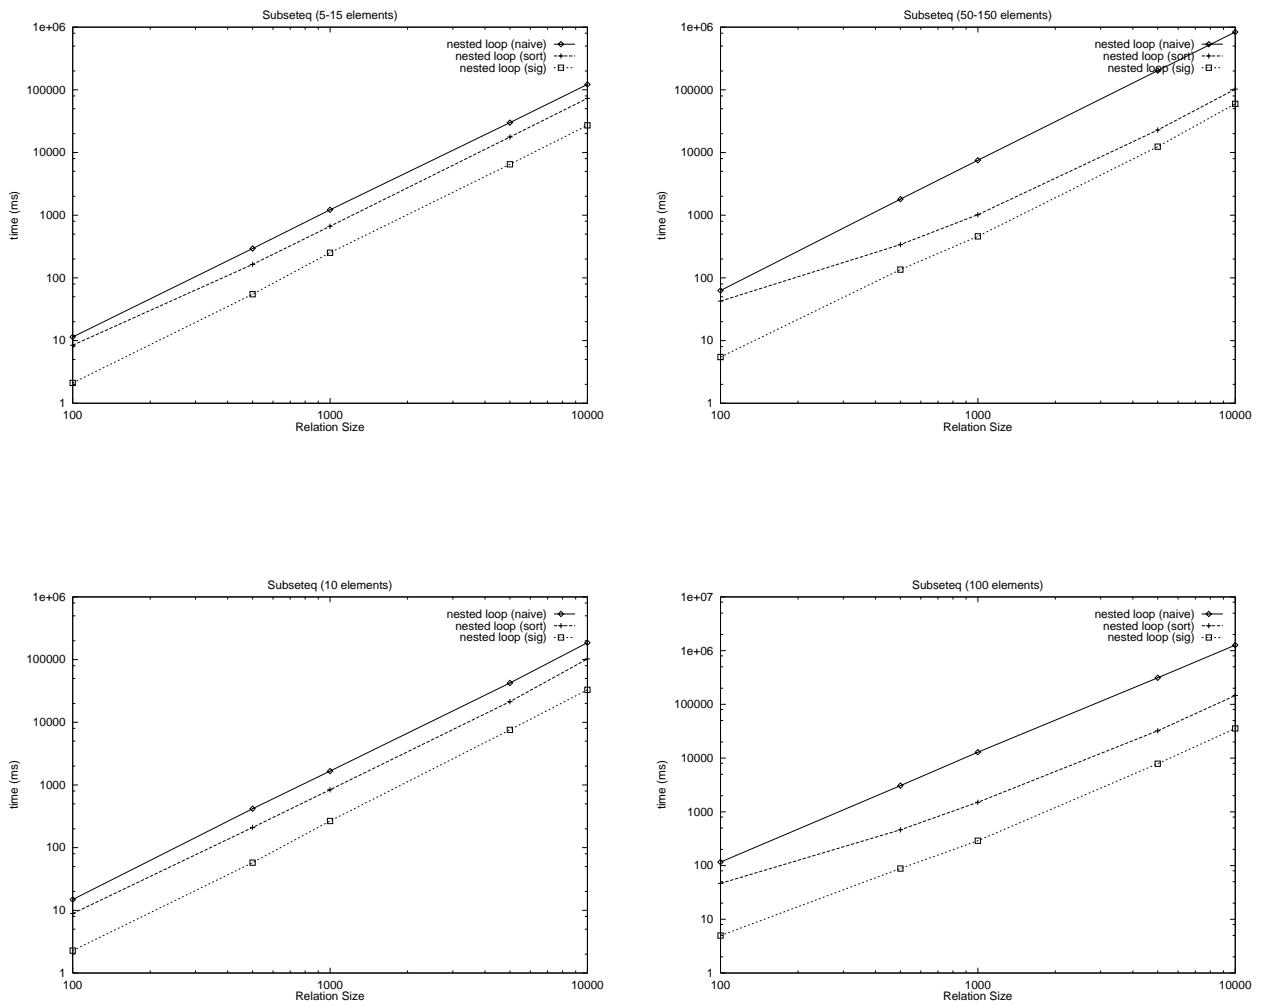 Subseteq (5-15 elements)
1e+06
100000
10000
1000
100
10
1
time (ms)
nested loop (naive)
nested loop (sort)
nested loop (sig)
100
1000
10000
Relation Size
Subseteq (50-150 elements)
1e+06
100000
10000
1000
100
10
1
time (ms)
nested loop (naive)
nested loop (sort)
nested loop (sig)
100
1000
10000
Relation Size
Subseteq (10 elements)
1e+06
100000
10000
1000
100
10
1
time (ms)
nested loop (naive)
nested loop (sort)
nested loop (sig)
100
1000
10000
Relation Size
Subseteq (100 elements)
1e+07
1e+06
100000
10000
1000
100
10
1
time (ms)
nested loop (naive)
nested loop (sort)
nested loop (sig)
100
1000
10000
Relation Size